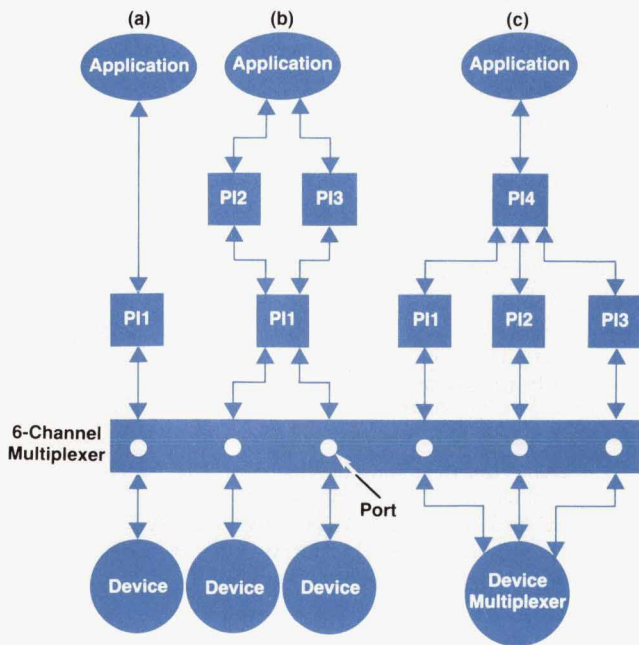 (a) (b) (c)
Application Application Application
PI2 PI3 PI4
PI1 PI1 PI1 PI2 PI3
6-Channel
Multiplexer
Port
Device Device Device Device
Multiplexer